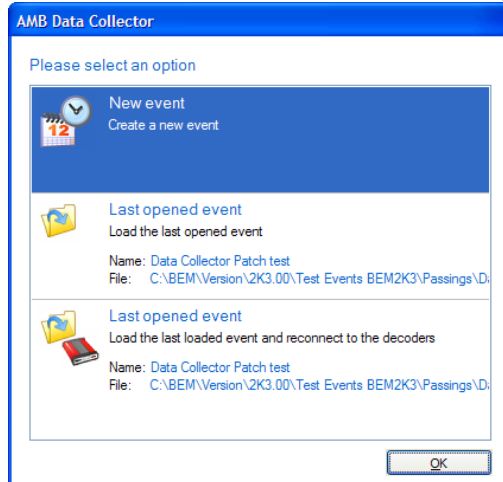 AMB Data Collector
Please select an option
New event
Create a new event
12
Last opened event
Load the last opened event
Name: Data Collector Patch test
File: C:\BEM\Version\2K3.00\Test Events BEM2K3\Passings\Da
Last opened event
Load the last loaded event and reconnect to the decoders
Name: Data Collector Patch test
File: C:\BEM\Version\2K3.00\Test Events BEM2K3\Passings\Da
OK